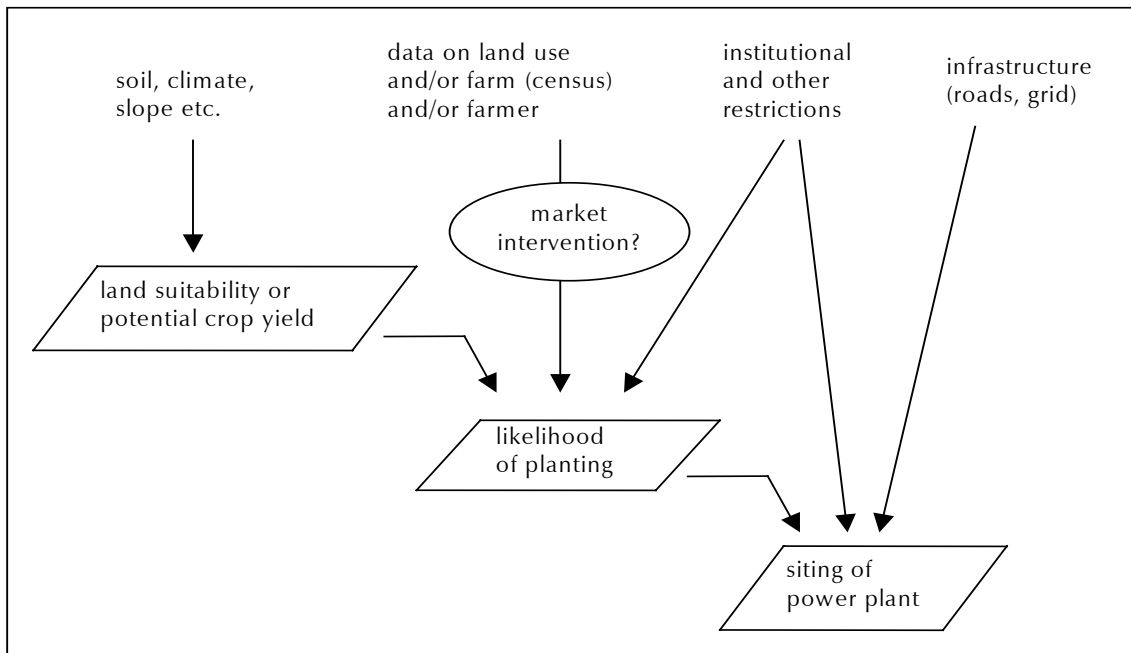 soil, climate,
slope etc.
data on land use
and/or farm (census)
and/or farmer
institutional
and other
restrictions
infrastructure
(roads, grid)
market
intervention?
land suitability or
potential crop yield
likelihood
of planting
siting of
power plant